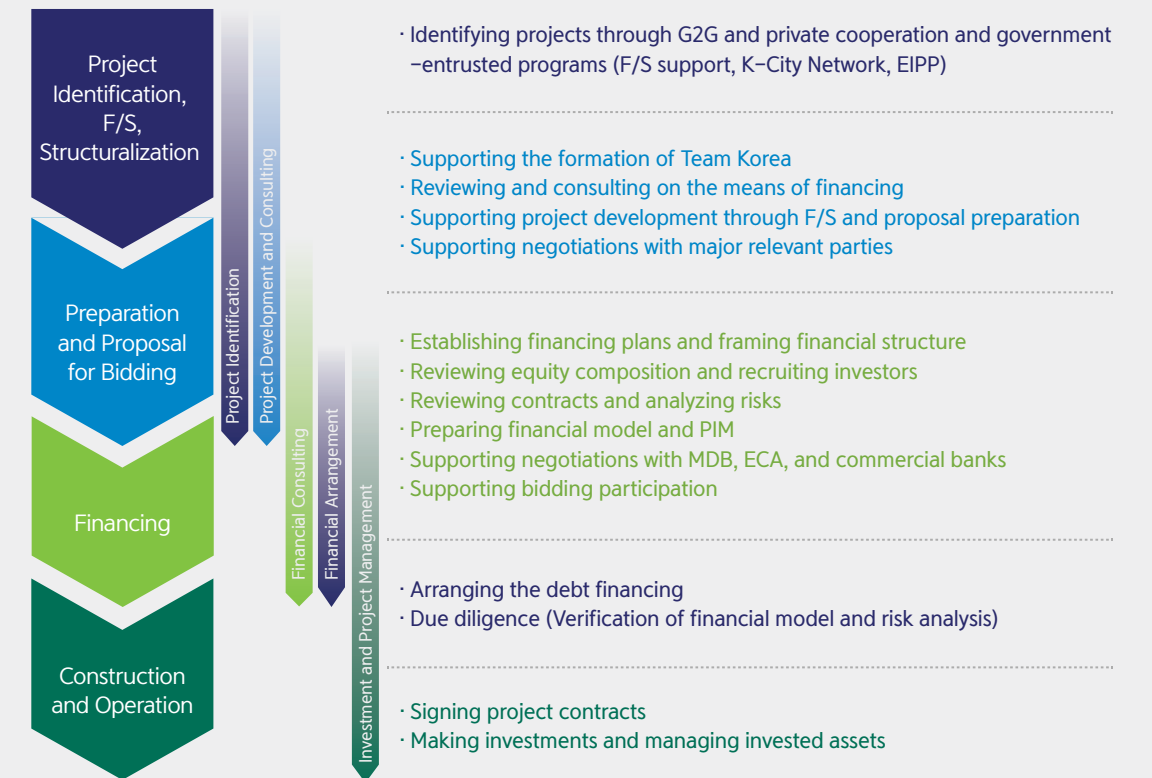 Project
Identification,
F/S,
Structuralization
Preparation
and Proposal
for Bidding
Financing
Construction
and Operation
Project Identification
Project Development and Consulting
Financial Consulting
Financial Arrangement
Investment and Project Management
· Identifying projects through G2G and private cooperation and government
–entrusted programs (F/S support, K–City Network, EIPP)
· Supporting the formation of Team Korea
· Reviewing and consulting on the means of financing
· Supporting project development through F/S and proposal preparation
· Supporting negotiations with major relevant parties
· Establishing financing plans and framing financial structure
· Reviewing equity composition and recruiting investors
· Reviewing contracts and analyzing risks
· Preparing financial model and PIM
· Supporting negotiations with MDB, ECA, and commercial banks
· Supporting bidding participation
· Arranging the debt financing
· Due diligence (Verification of financial model and risk analysis)
· Signing project contracts
· Making investments and managing invested assets